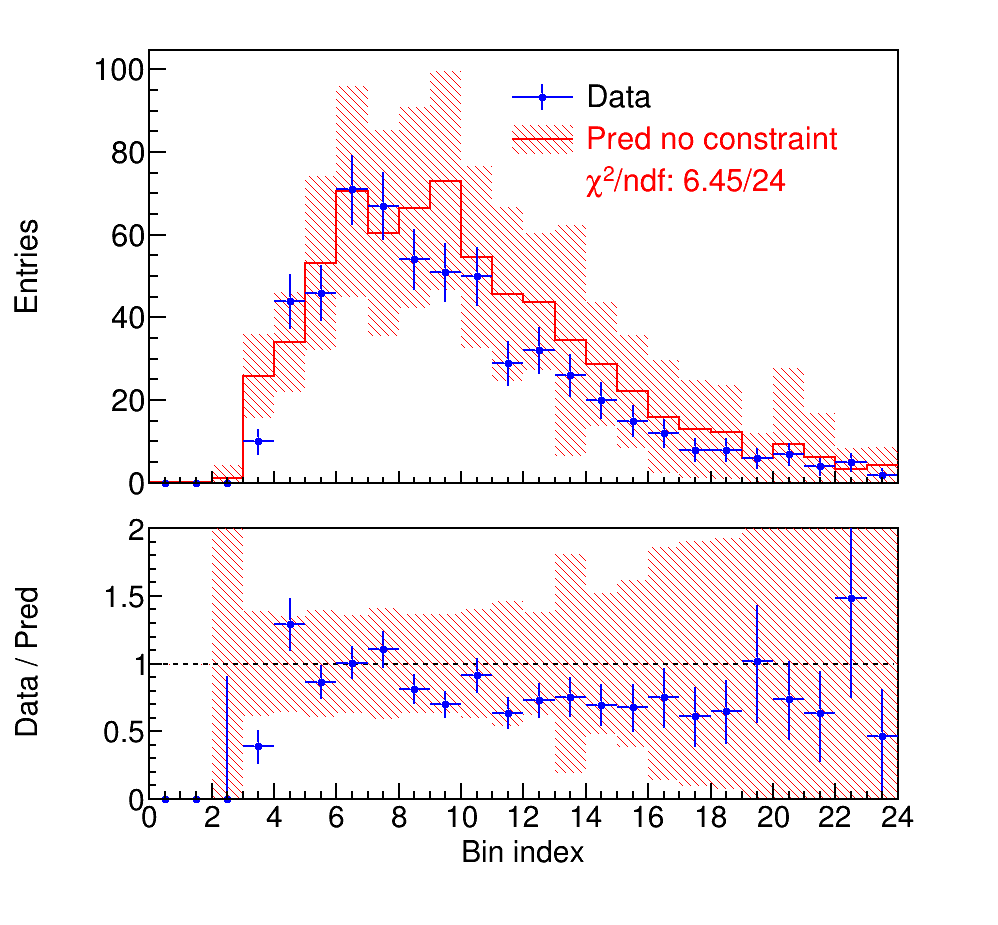 Entries
100
80
60
40
20
0
Data
Pred no constraint
χ²/ndf: 6.45/24
Data / Pred
2
1.5
1
0.5
0
0 2 4 6 8 10 12 14 16 18 20 22 24
Bin index